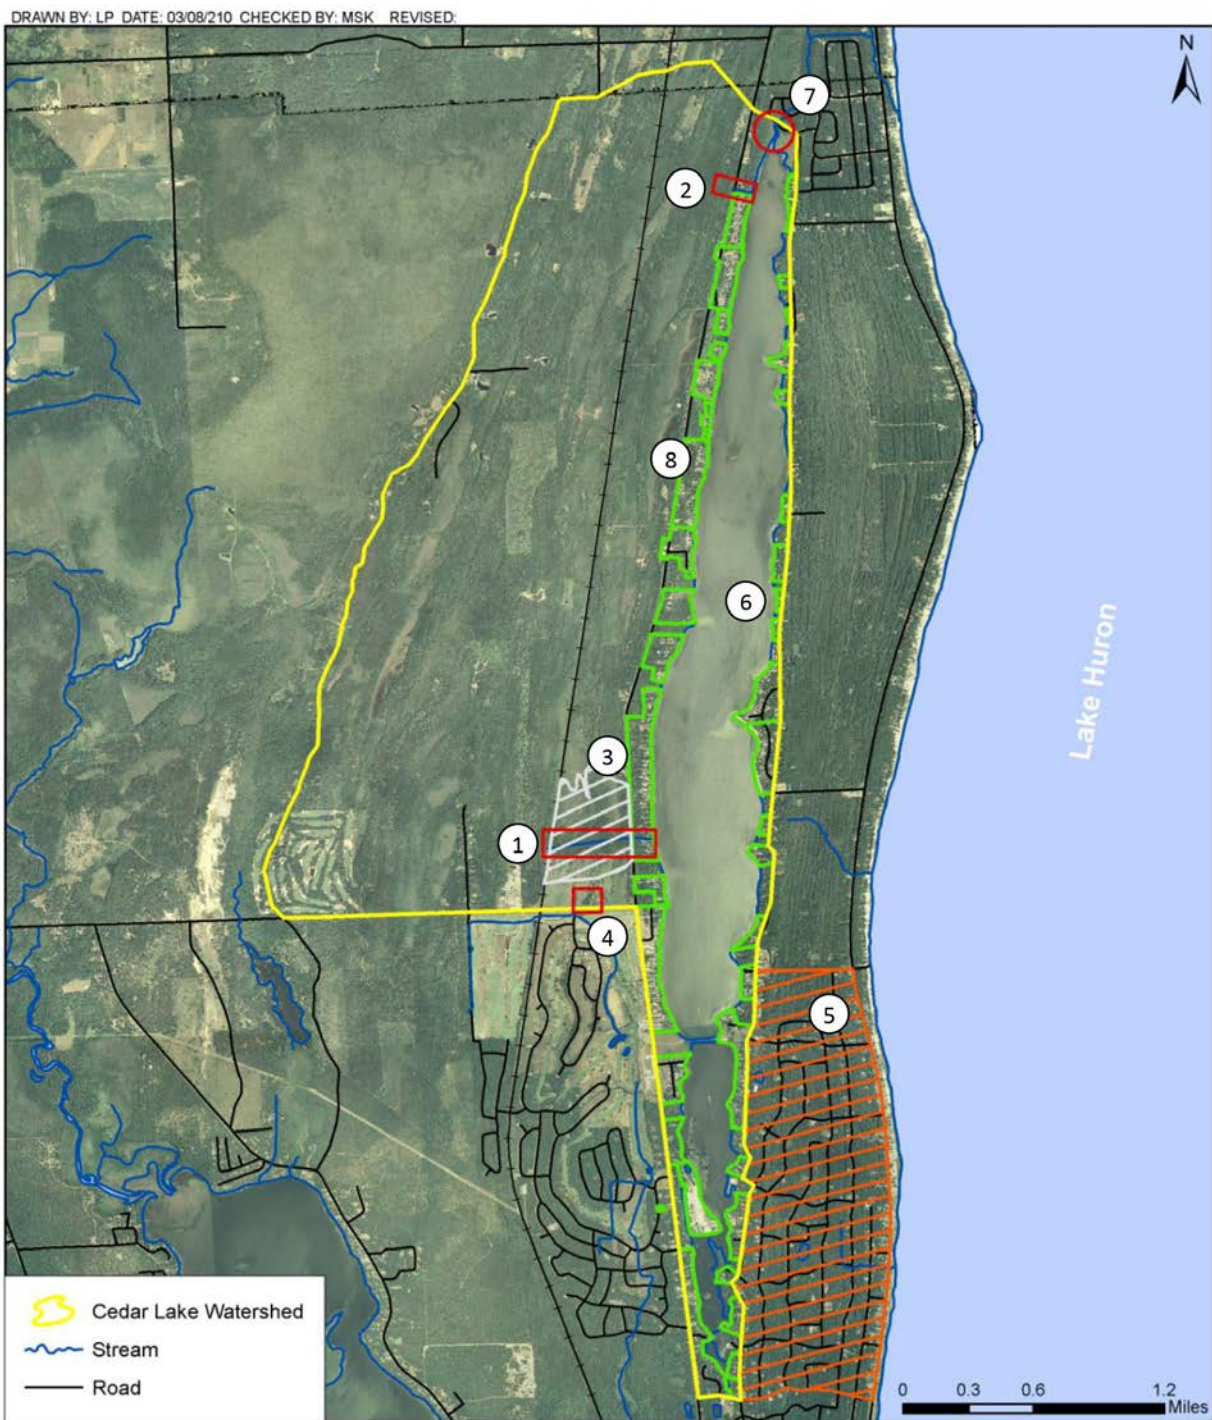 DRAWN BY: LP DATE: 03/08/210 CHECKED BY: MSK REVISED:
N
7
2
8
6
Lake Huron
3
1
4
5
Cedar Lake Watershed
Stream
Road
0 0.3 0.6 1.2
Miles